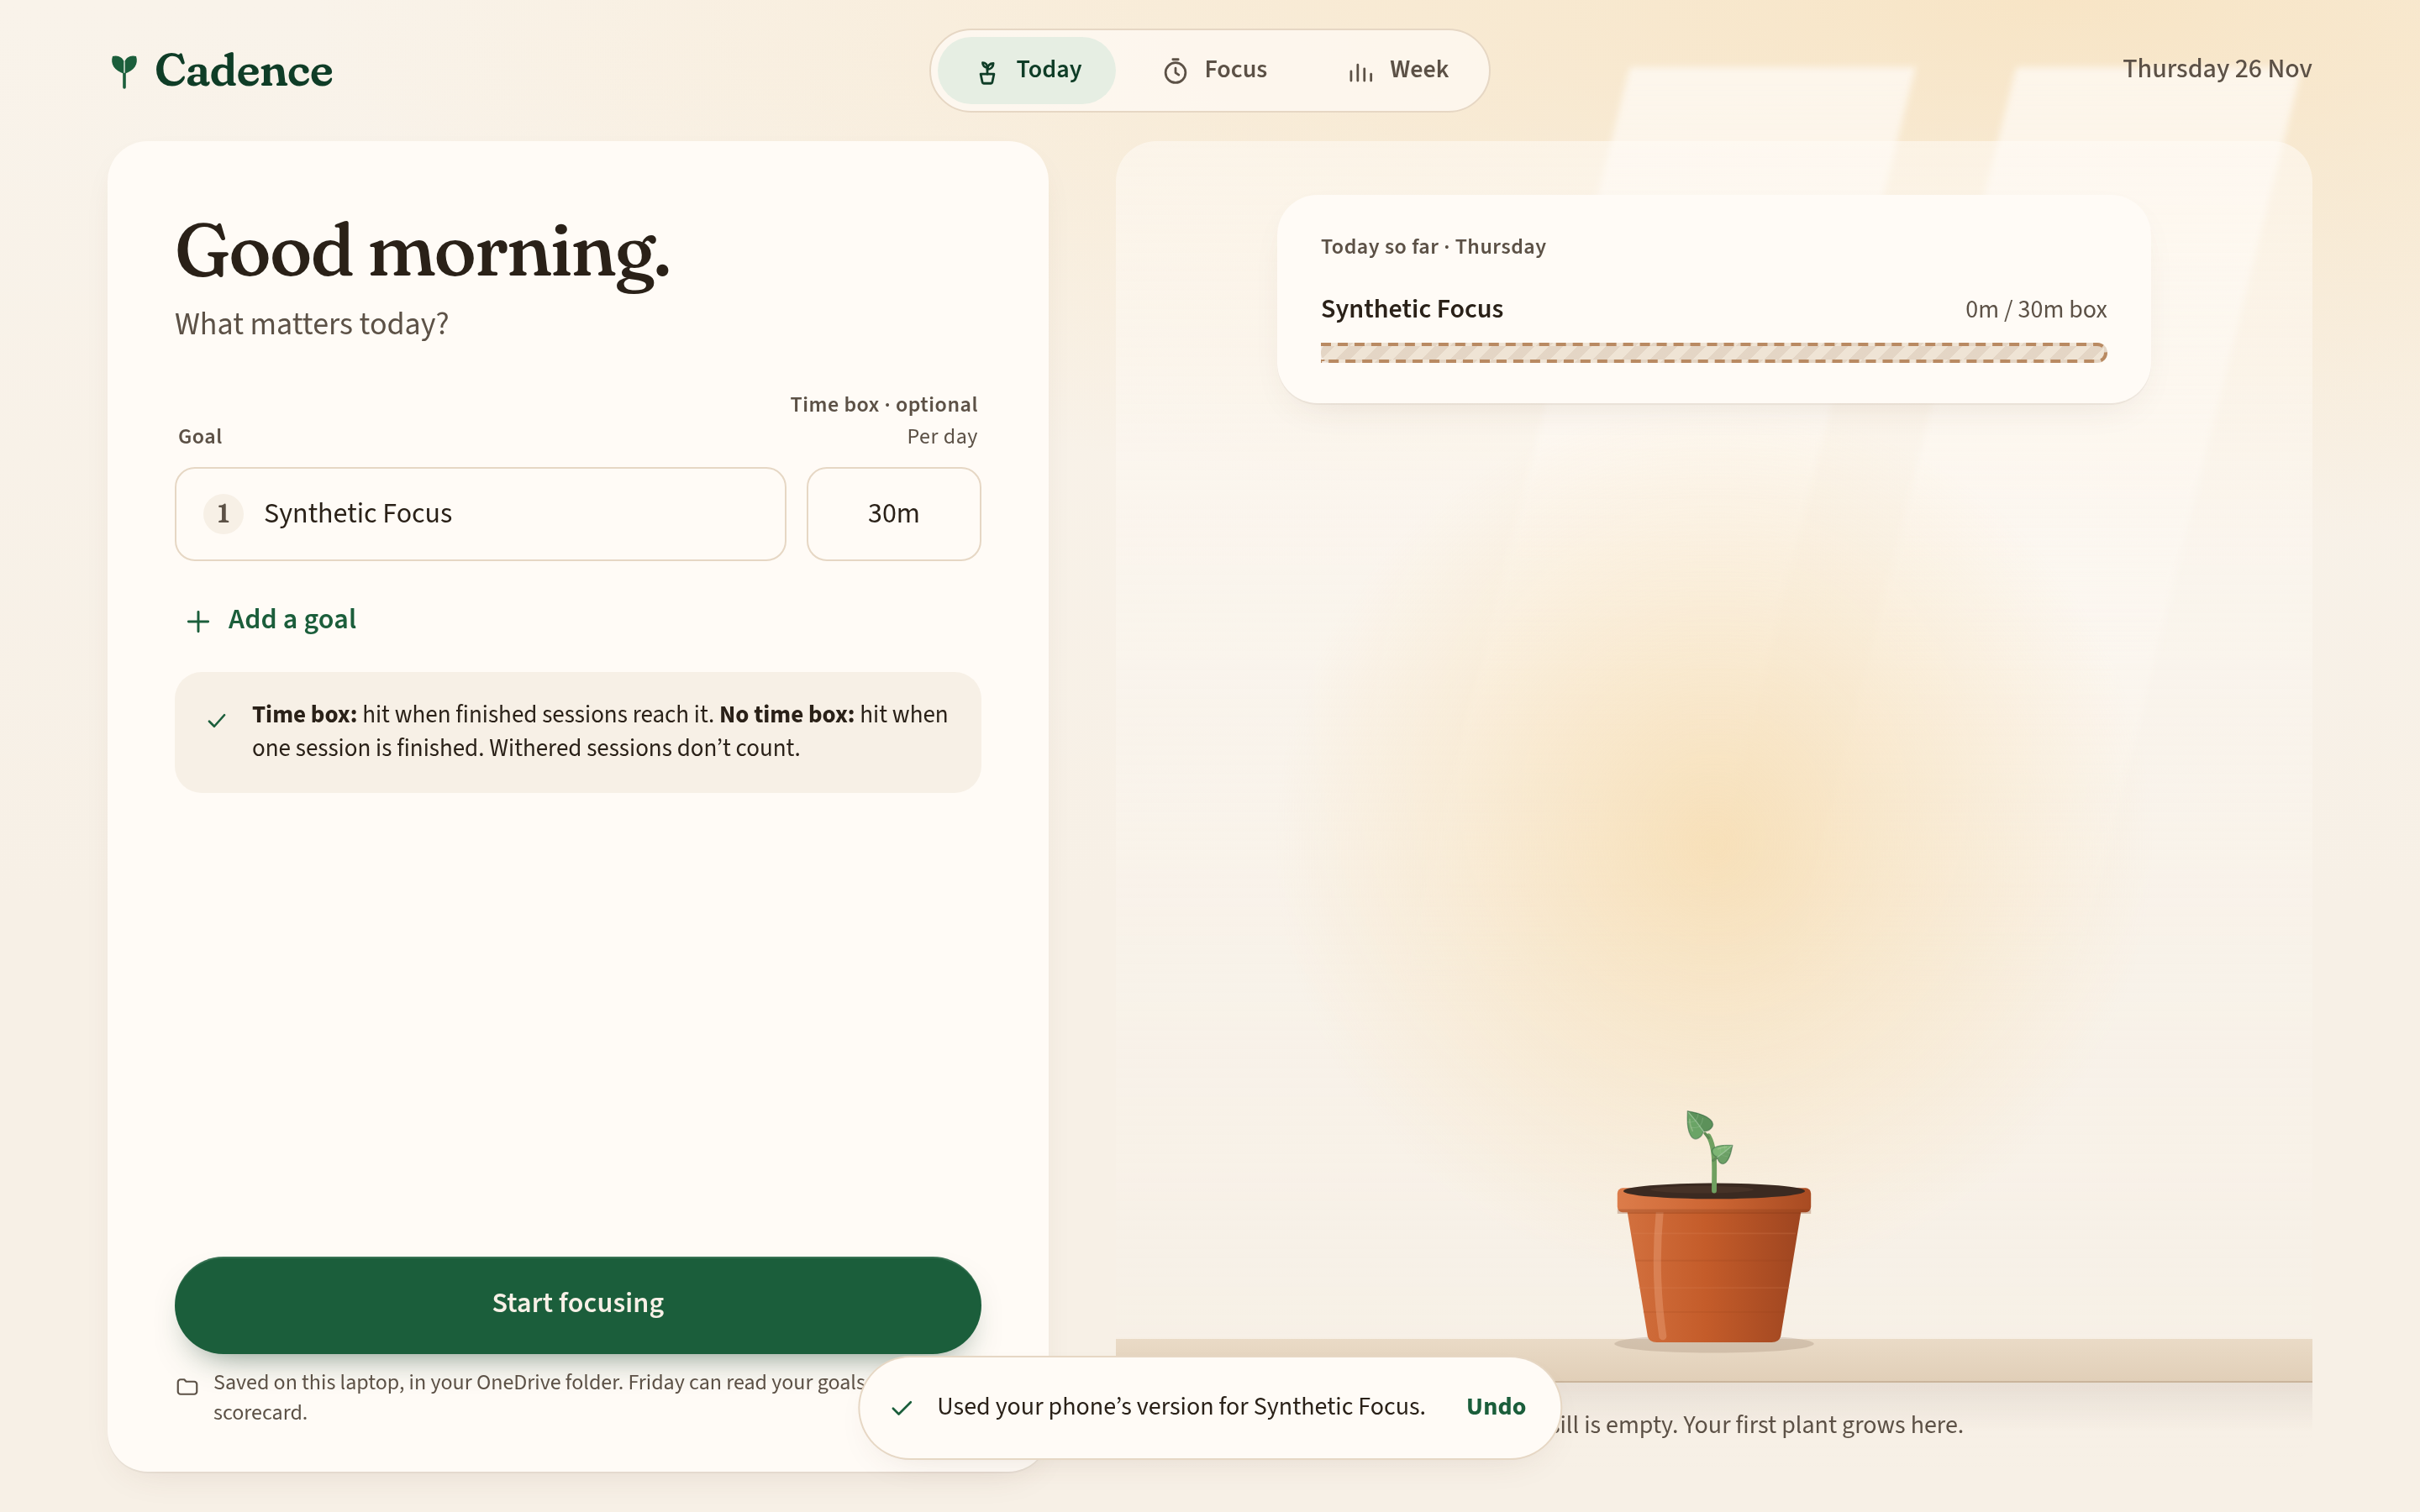 Cadence
Today
Focus
Week
Thursday 26 Nov
Good morning.
What matters today?
Time box · optional
Goal
Per day
1 Synthetic Focus
30m
Add a goal
Time box: hit when finished sessions reach it. No time box: hit when
one session is finished. Withered sessions don’t count.
Start focusing
Saved on this laptop, in your OneDrive folder. Friday can read your goals
scorecard.
Today so far · Thursday
Synthetic Focus
0m / 30m box
is empty. Your first plant grows here.
Used your phone’s version for Synthetic Focus.
Undo